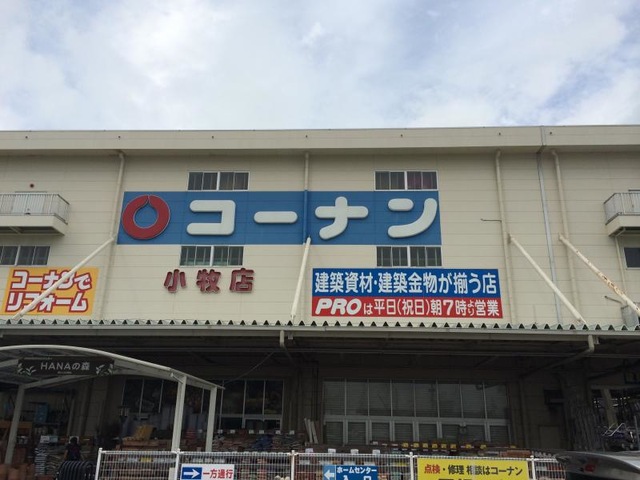 コーナン
小牧店
コーナンで
リフォーム
建築資材・建築金物が揃う店
PROは平日(祝日)朝7時より営業
HANAの森
一方通行
ホームセンター
入口
点検・修理 相談はコーナン